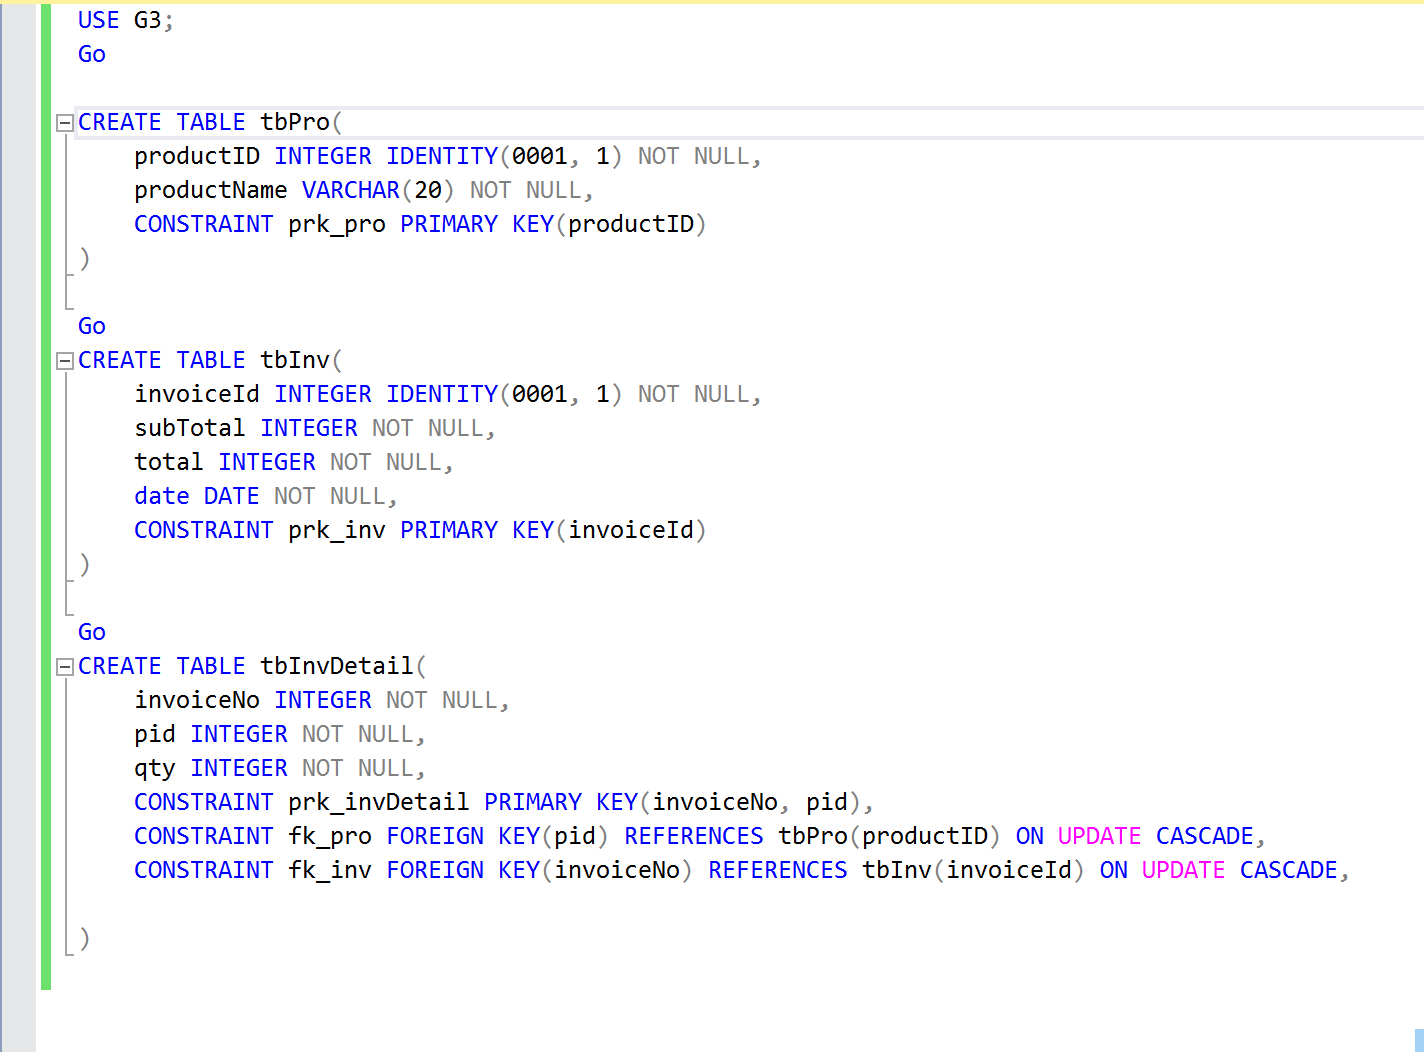 USE G3;
Go
CREATE TABLE tbPro(
productID INTEGER IDENTITY(0001, 1) NOT NULL,
productName VARCHAR(20) NOT NULL,
CONSTRAINT prk_pro PRIMARY KEY(productID)
)
Go
CREATE TABLE tbInv(
invoiceId INTEGER IDENTITY(0001, 1) NOT NULL,
subTotal INTEGER NOT NULL,
total INTEGER NOT NULL,
date DATE NOT NULL,
CONSTRAINT prk_inv PRIMARY KEY(invoiceId)
)
Go
CREATE TABLE tbInvDetail(
invoiceNo INTEGER NOT NULL,
pid INTEGER NOT NULL,
qty INTEGER NOT NULL,
CONSTRAINT prk_invDetail PRIMARY KEY(invoiceNo, pid),
CONSTRAINT fk_pro FOREIGN KEY(pid) REFERENCES tbPro(productID) ON UPDATE CASCADE,
CONSTRAINT fk_inv FOREIGN KEY(invoiceNo) REFERENCES tbInv(invoiceId) ON UPDATE CASCADE,
)